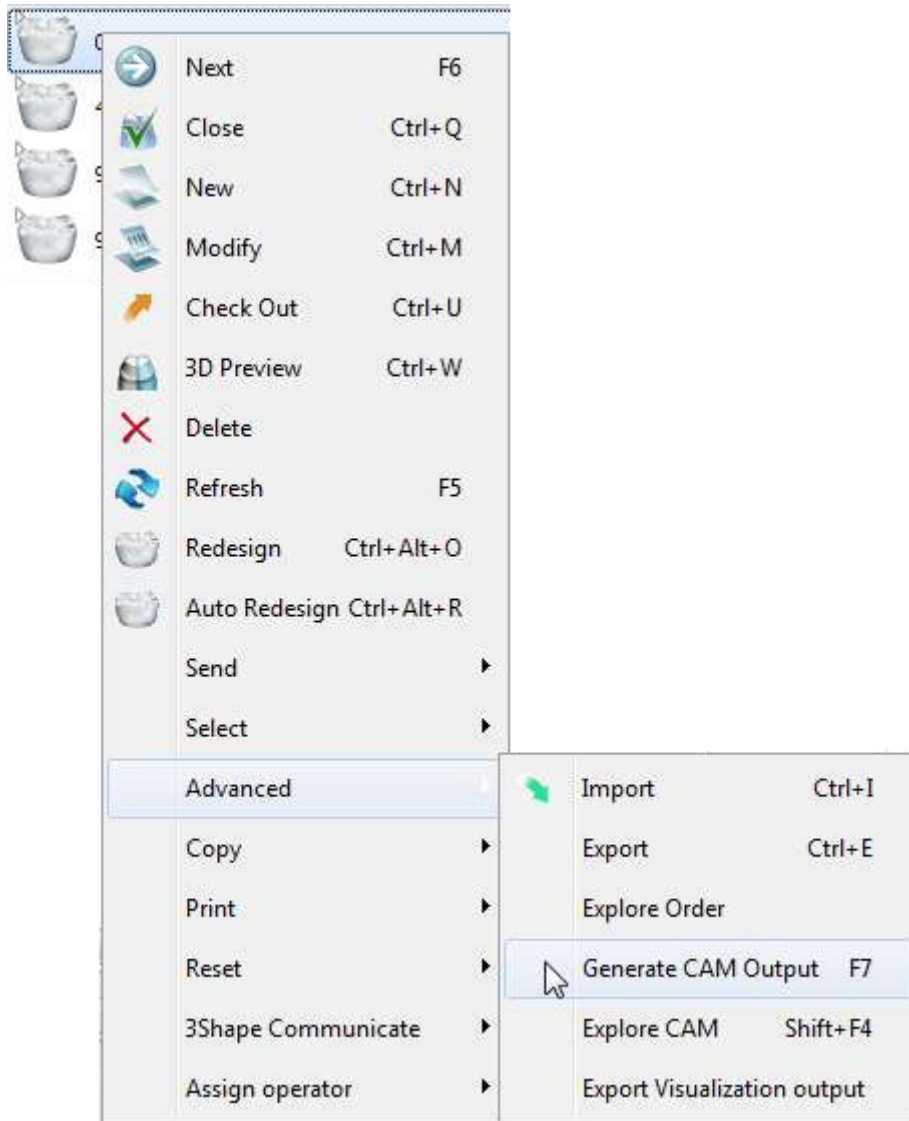 Next F6
Close Ctrl+Q
New Ctrl+N
Modify Ctrl+M
Check Out Ctrl+U
3D Preview Ctrl+W
Delete
Refresh F5
Redesign Ctrl+Alt+O
Auto Redesign Ctrl+Alt+R
Send
Select
Advanced
Copy
Print
Reset
3Shape Communicate
Assign operator
Import Ctrl+I
Export Ctrl+E
Explore Order
Generate CAM Output F7
Explore CAM Shift+F4
Export Visualization output